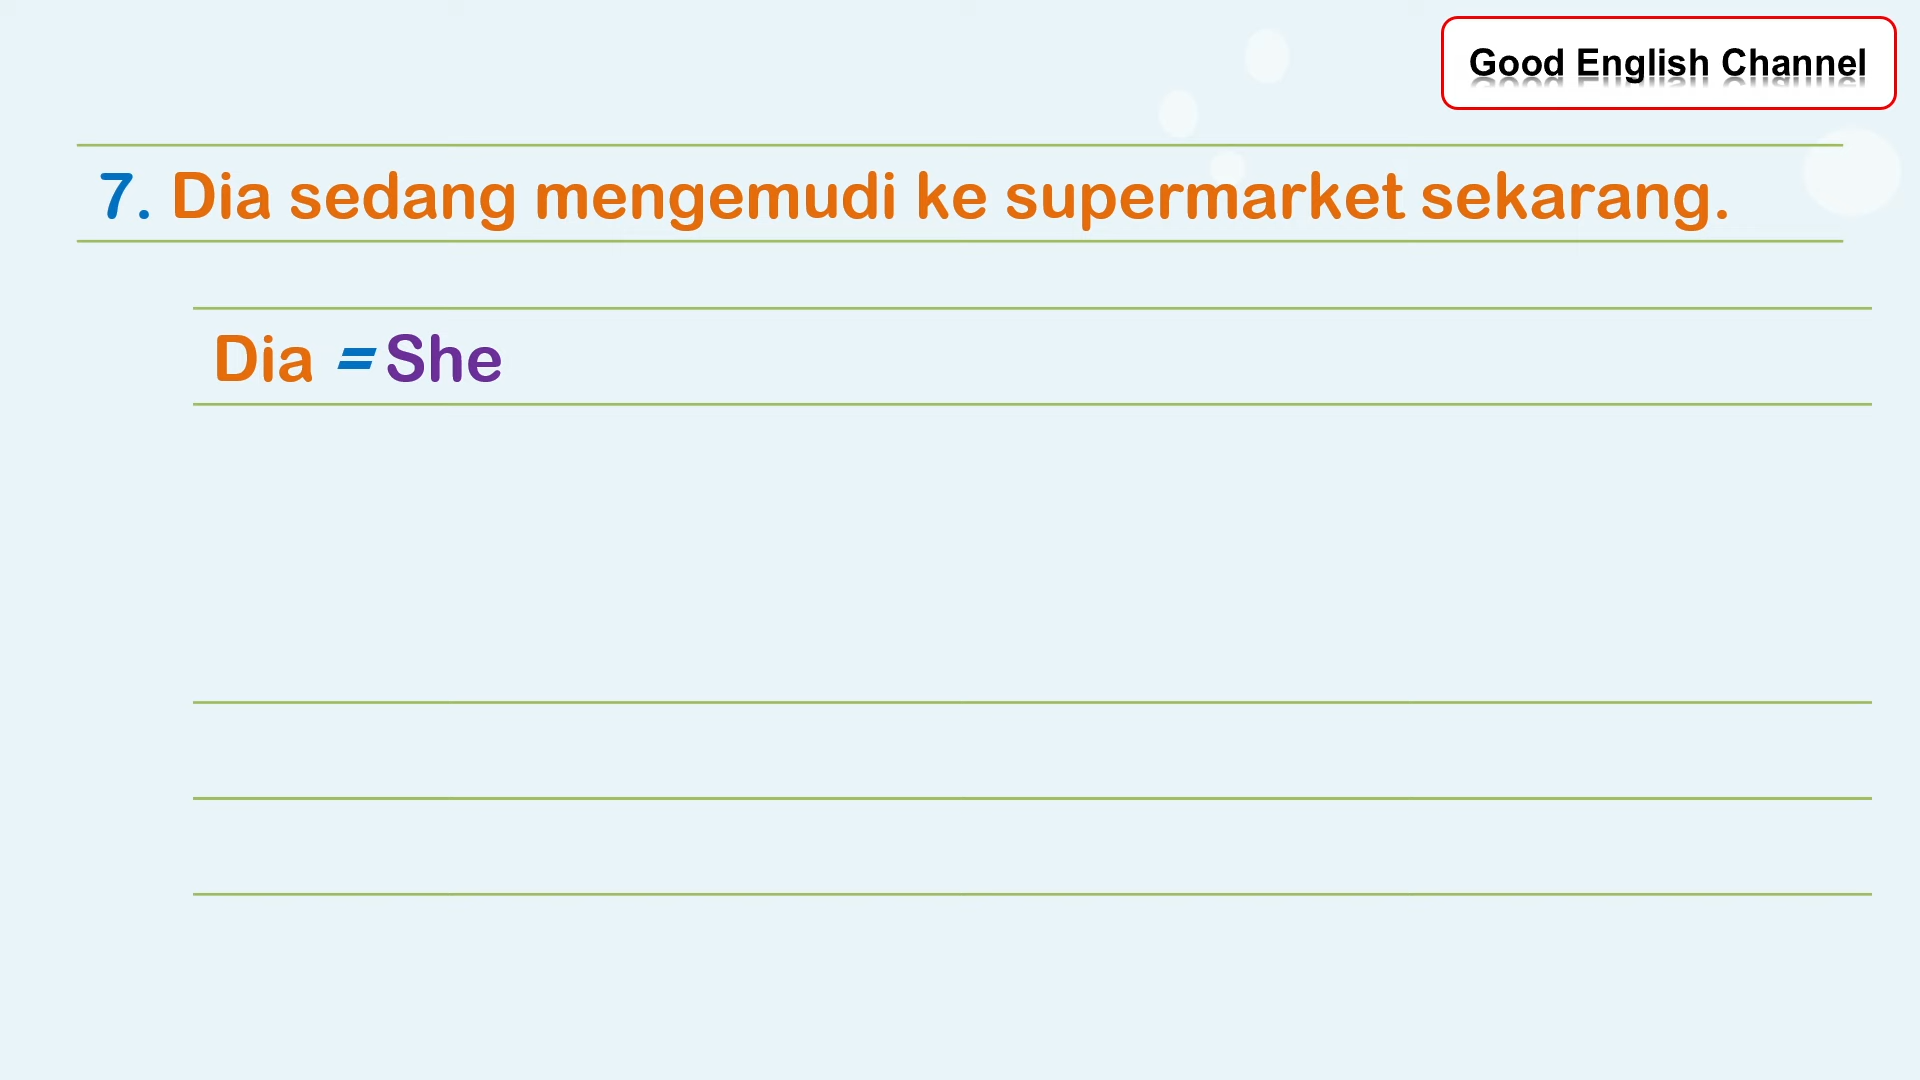 Good English Channel
7. Dia sedang mengemudi ke supermarket sekarang.
Dia = She